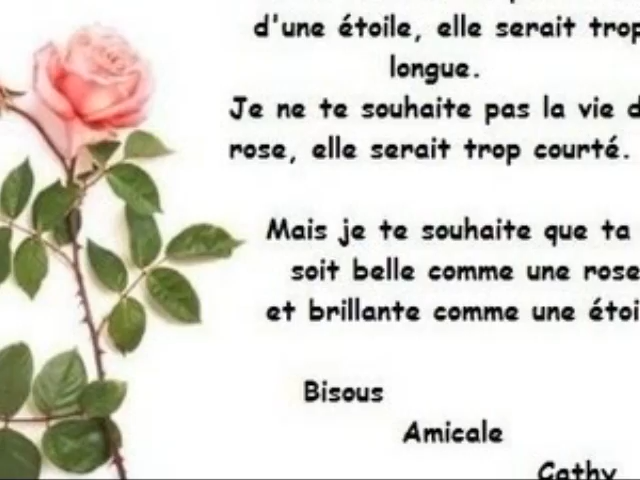 d'une étoile, elle serait trop
longue.
Je ne te souhaite pas la vie d
rose, elle serait trop courté.
Mais je te souhaite que ta
soit belle comme une rose
et brillante comme une étoi
Bisous
Amicale
Cathy